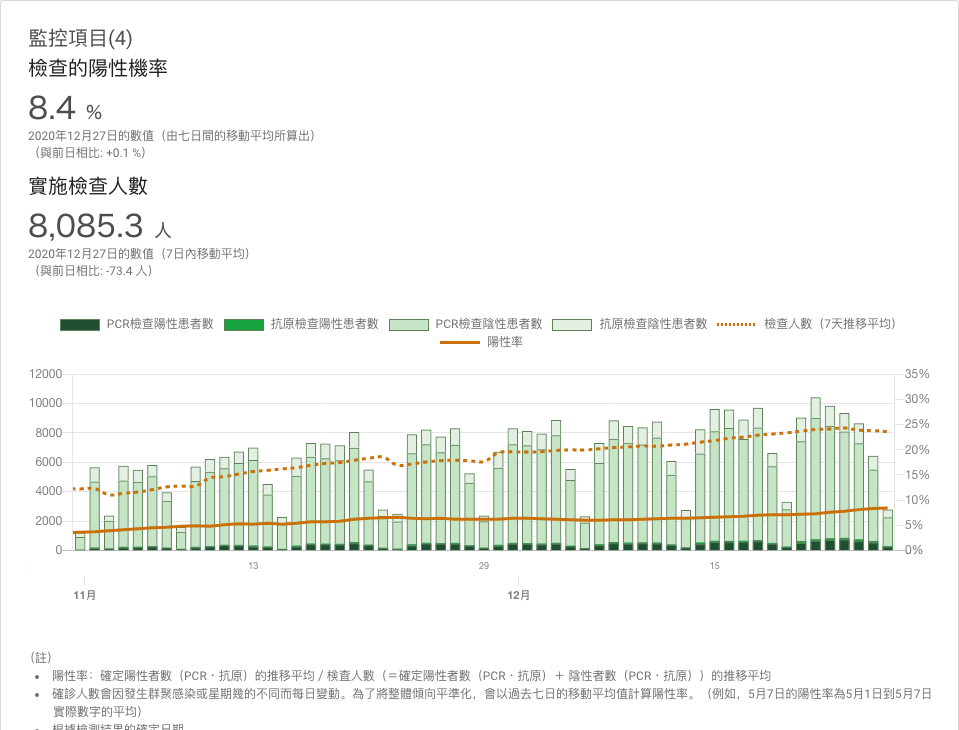 監控項目(4)
檢查的陽性機率
8.4 %
2020年12月27日的數值（由七日間的移動平均所算出）
（與前日相比: +0.1 %）
實施檢查人數
8,085.3 人
2020年12月27日的數值（7日內移動平均）
（與前日相比: -73.4 人）
PCR檢查陽性患者數 抗原檢查陽性患者數 PCR檢查陰性患者數 抗原檢查陰性患者數 檢查人數（7天推移平均）
陽性率
12000 35%
10000 30%
8000 25%
6000 20%
4000 15%
2000 10%
0 5%
0%
13 29 15
11月 12月
（註）
• 陽性率：確定陽性者數（PCR・抗原）的推移平均 / 検査人數（＝確定陽性者數（PCR・抗原）＋ 陰性者數（PCR・抗原））的推移平均
• 確診人數會因發生群聚感染或星期幾的不同而每日變動。為了將整體傾向平準化，會以過去七日的移動平均值計算陽性率。（例如，5月7日的陽性率為5月1日到5月7日
實際數字的平均）
• 根據檢測結果的確定日期